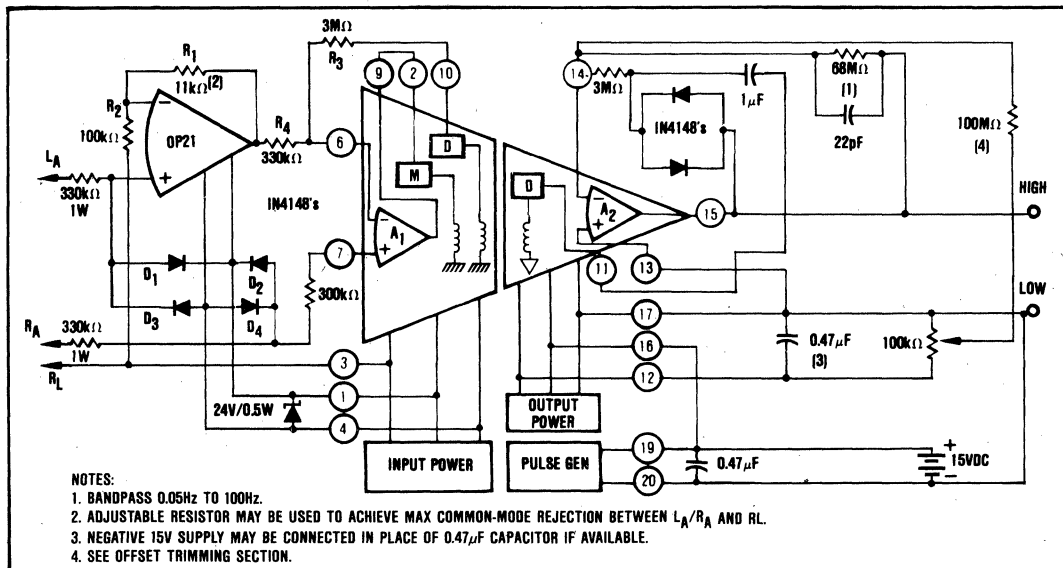 3MΩ
R3
R1
11kΩ(2)
R2
100kΩ
OP21
R4
330kΩ
LA
330kΩ
1W
IN4148's
D1
D2
D3
D4
RA
330kΩ
1W
RL
24V/0.5W
300kΩ
9
2
10
6
7
3
1
4
D
M
A1
−
+
INPUT POWER
D
A2
−
+
14
3MΩ
1μF
IN4148's
68MΩ
(1)
22pF
100MΩ
(4)
15
HIGH
11
13
17
16
12
LOW
0.47μF
(3)
100kΩ
OUTPUT
POWER
PULSE GEN
19
20
0.47μF
+
15VDC
−
NOTES:
1. BANDPASS 0.05Hz TO 100Hz.
2. ADJUSTABLE RESISTOR MAY BE USED TO ACHIEVE MAX COMMON-MODE REJECTION BETWEEN LA/RA AND RL.
3. NEGATIVE 15V SUPPLY MAY BE CONNECTED IN PLACE OF 0.47μF CAPACITOR IF AVAILABLE.
4. SEE OFFSET TRIMMING SECTION.